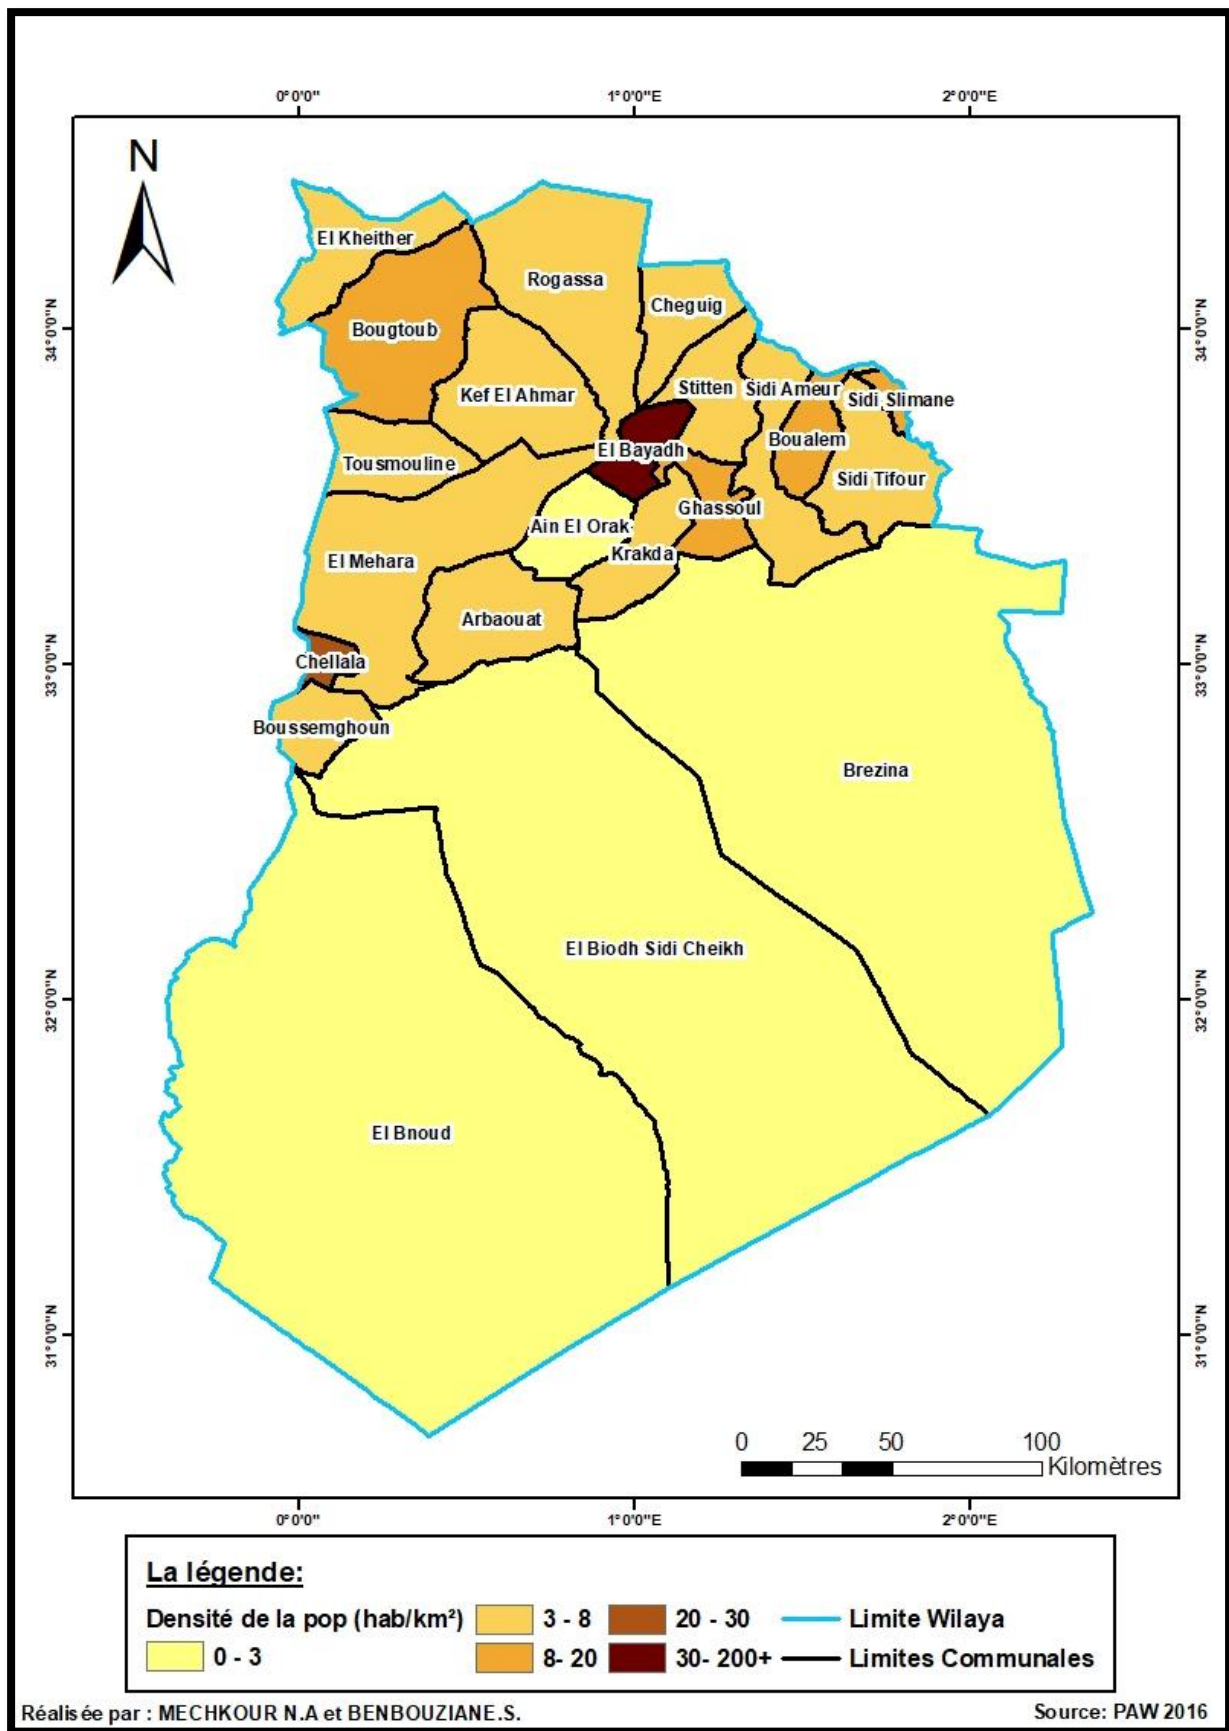 0°0'0" 1°0'0"E 2°0'0"E
N
El Kheither
Rogassa
Cheguig
34°0'0"N 34°0'0"N
Bougtoub
Stitten Sidi Ameur
Kef El Ahmar Sidi Slimane
Boualem
El Bayadh
Tousmouline
Sidi Tifour
Ghassoul
Ain El Orak
Krakda
El Mehara
Arbaouat
33°0'0"N 33°0'0"N
Chellala
Boussemghoun
Brezina
El Biodh Sidi Cheikh
32°0'0"N 32°0'0"N
El Bnoud
31°0'0"N 31°0'0"N
0 25 50 100
Kilomètres
0°0'0" 1°0'0"E 2°0'0"E
La légende:
Densité de la pop (hab/km²) 3 - 8 20 - 30 Limite Wilaya
0 - 3 8- 20 30- 200+ Limites Communales
Réalisée par : MECHKOUR N.A et BENBOUZIANE.S. Source: PAW 2016